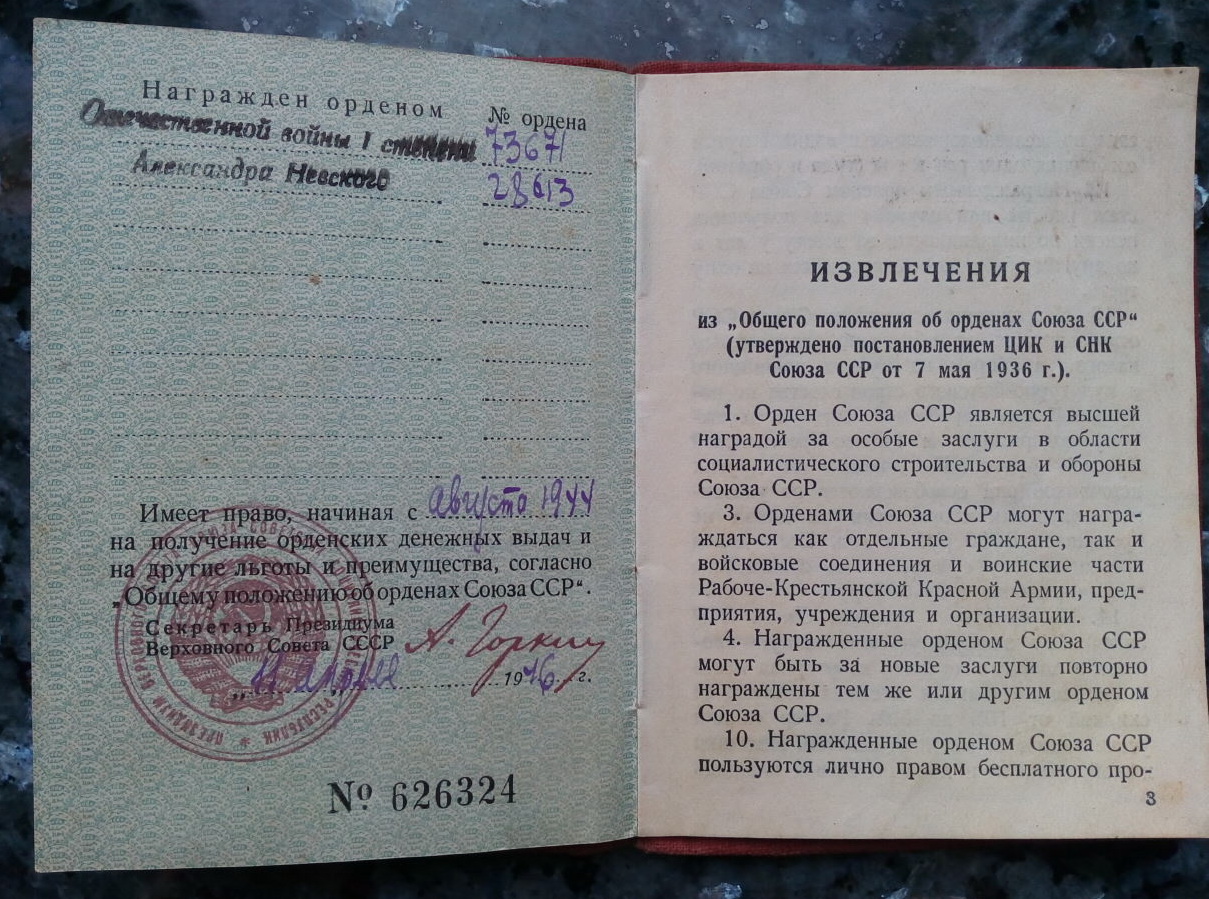 Награжден орденом
№ ордена
Отечественной войны I степени 73671
Александра Невского 28613
Имеет право, начиная с августа 1944
на получение орденских денежных выдач и
на другие льготы и преимущества, согласно
„Общему положению об орденах Союза ССР“.
Секретарь Президиума
Верховного Совета СССР А. Горкин
„11 апреля 1946 г.
№ 626324
ИЗВЛЕЧЕНИЯ
из „Общего положения об орденах Союза ССР“
(утверждено постановлением ЦИК и СНК
Союза ССР от 7 мая 1936 г.).
1. Орден Союза ССР является высшей
наградой за особые заслуги в области
социалистического строительства и обороны
Союза ССР.
3. Орденами Союза ССР могут награ-
ждаться как отдельные граждане, так и
войсковые соединения и воинские части
Рабоче-Крестьянской Красной Армии, пред-
приятия, учреждения и организации.
4. Награжденные орденом Союза ССР
могут быть за новые заслуги повторно
награждены тем же или другим орденом
Союза ССР.
10. Награжденные орденом Союза ССР
пользуются лично правом бесплатного про-
3